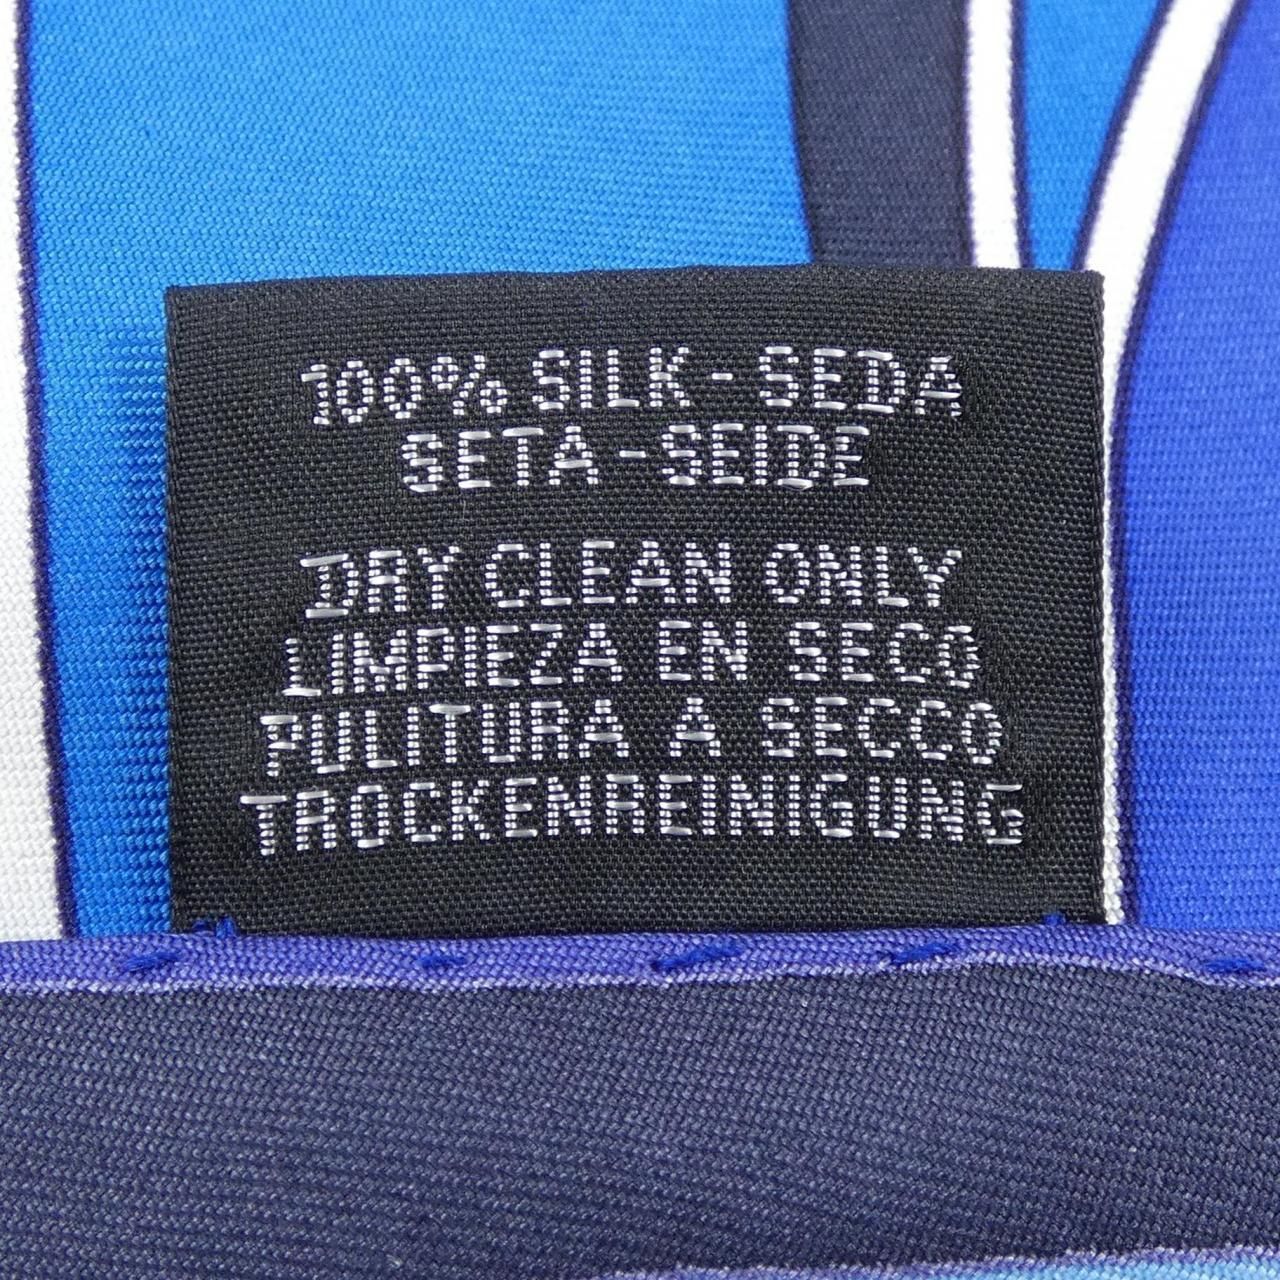 100% SILK - SEDA
SETA - SEIDE
DRY CLEAN ONLY
LIMPIEZA EN SECO
PULITURA A SECCO
TROCKENREINIGUNG